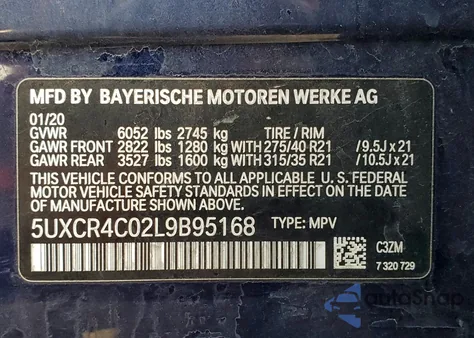 MFD BY BAYERISCHE MOTOREN WERKE AG
01/20
GVWR 6052 lbs 2745 kg TIRE / RIM
GAWR FRONT 2822 lbs 1280 kg WITH 275/40 R21 / 9.5J x 21
GAWR REAR 3527 lbs 1600 kg WITH 315/35 R21 / 10.5J x 21
THIS VEHICLE CONFORMS TO ALL APPLICABLE U. S. FEDERAL
MOTOR VEHICLE SAFETY STANDARDS IN EFFECT ON THE
DATE OF MANUFACTURE SHOWN ABOVE.
5UXCR4C02L9B95168 TYPE: MPV
C3ZM
7 320 729
autoSnap